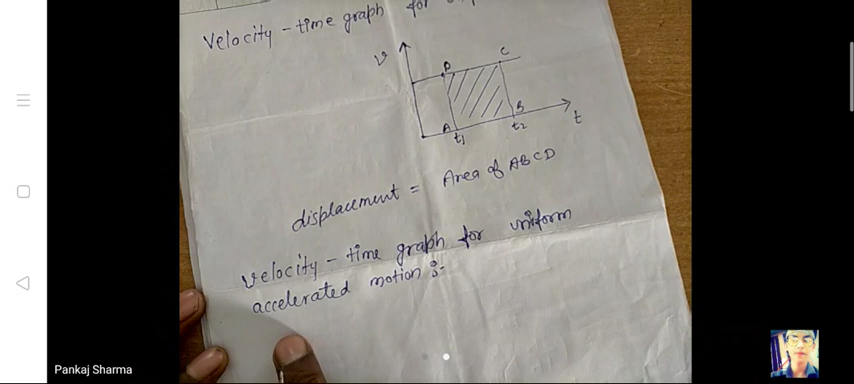 Velocity - time graph for
v
D
C
A
B
t1
t2
t
displacement = Area of ABCD
Velocity - time graph for uniform
accelerated motion :-
Pankaj Sharma